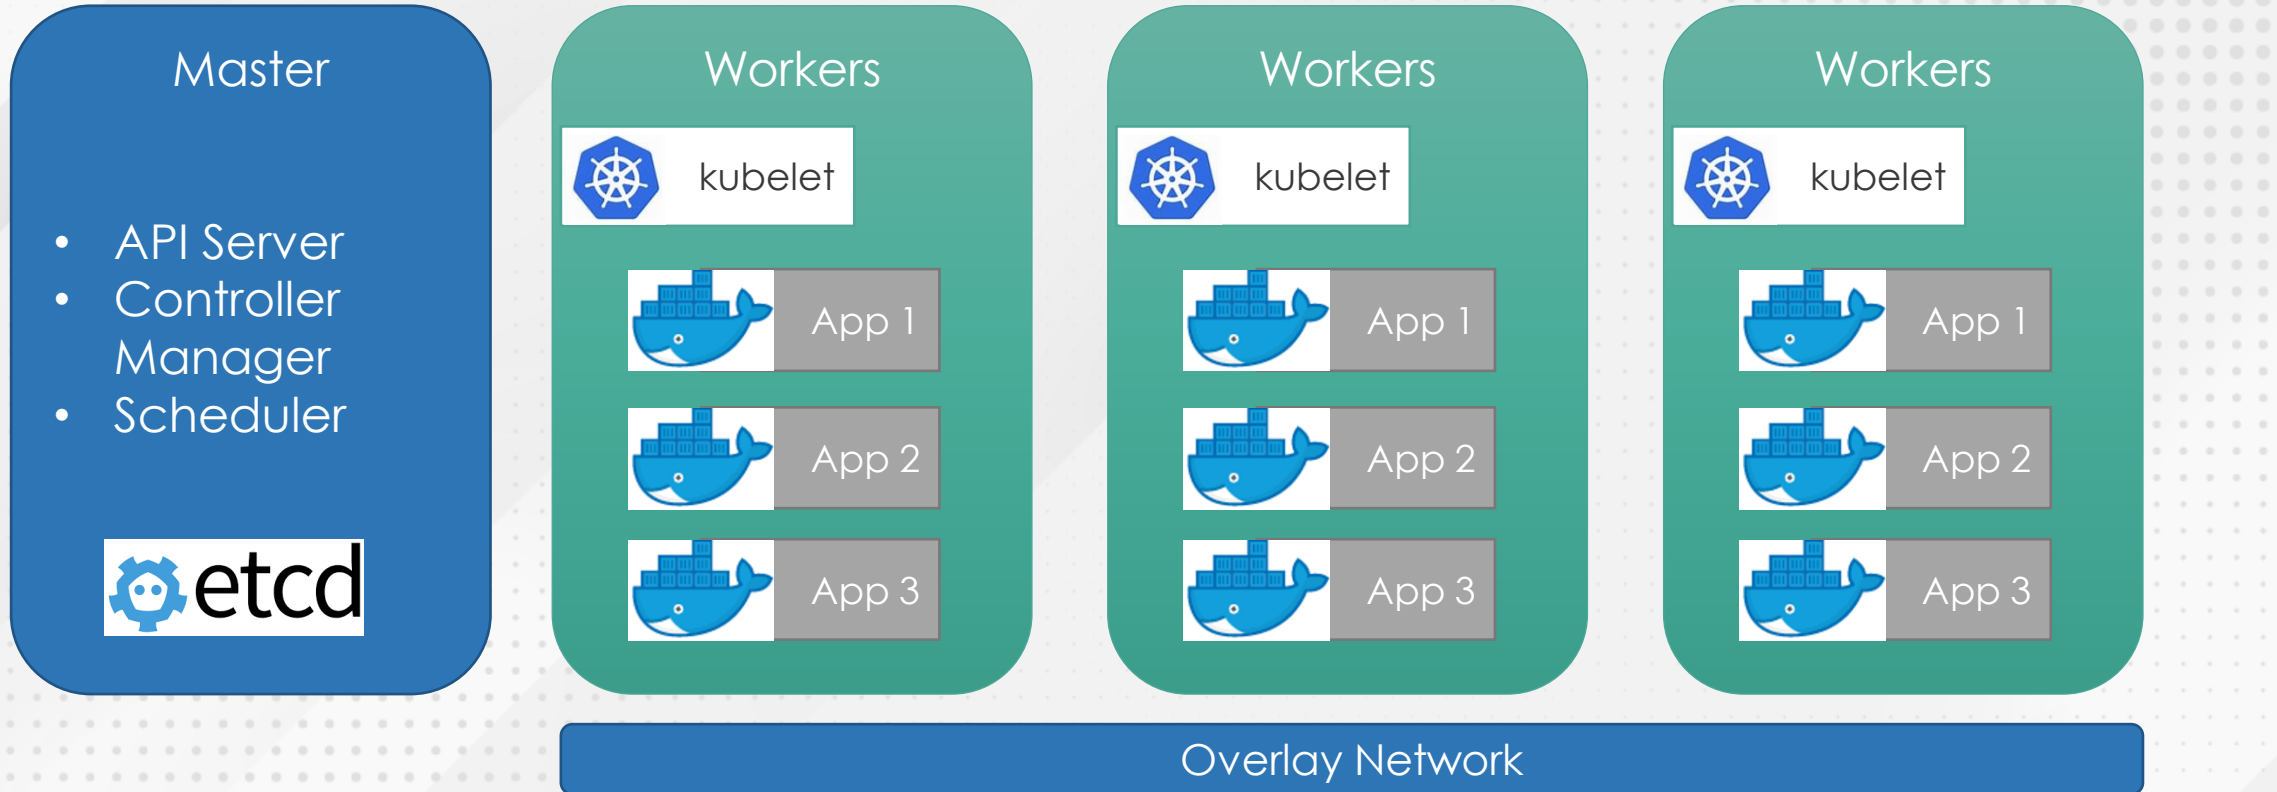 Master
• API Server
• Controller
Manager
• Scheduler
etcd
Workers
kubelet
App 1
App 2
App 3
Workers
kubelet
App 1
App 2
App 3
Workers
kubelet
App 1
App 2
App 3
Overlay Network